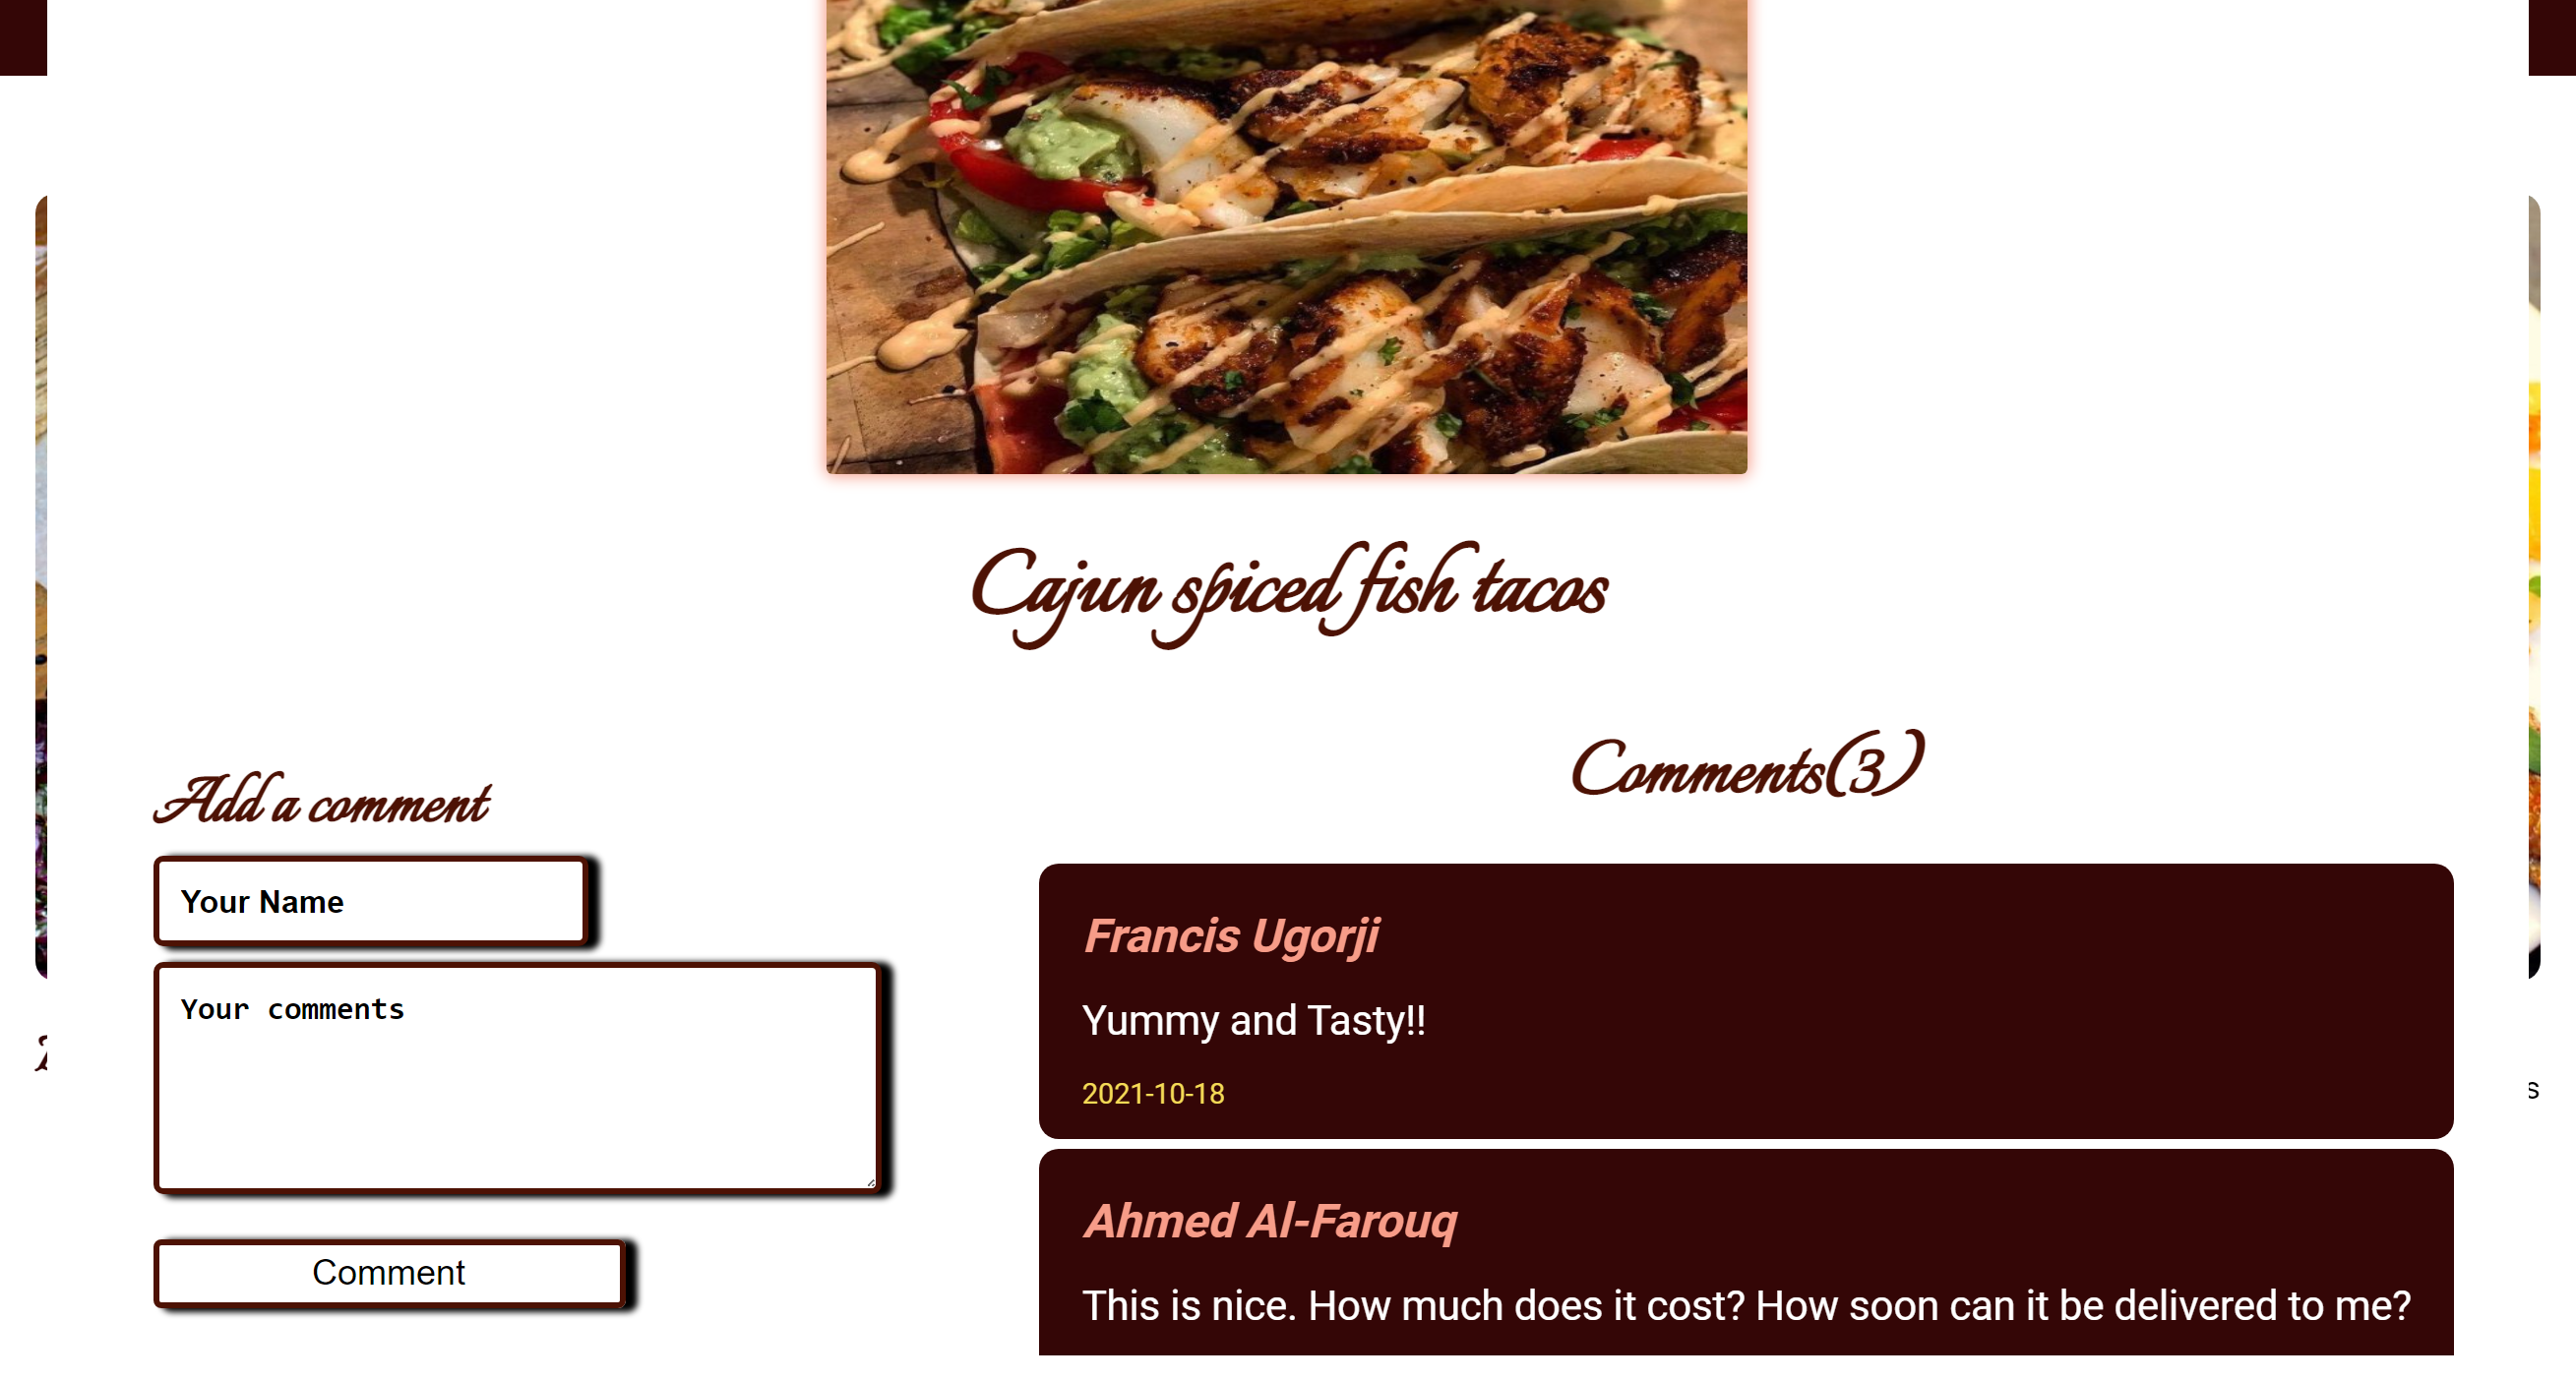 Cajun spiced fish tacos
Add a comment
Your Name
Your comments
Comment
Comments(3)
Francis Ugorji
Yummy and Tasty!!
2021-10-18
Ahmed Al-Farouq
This is nice. How much does it cost? How soon can it be delivered to me?
s